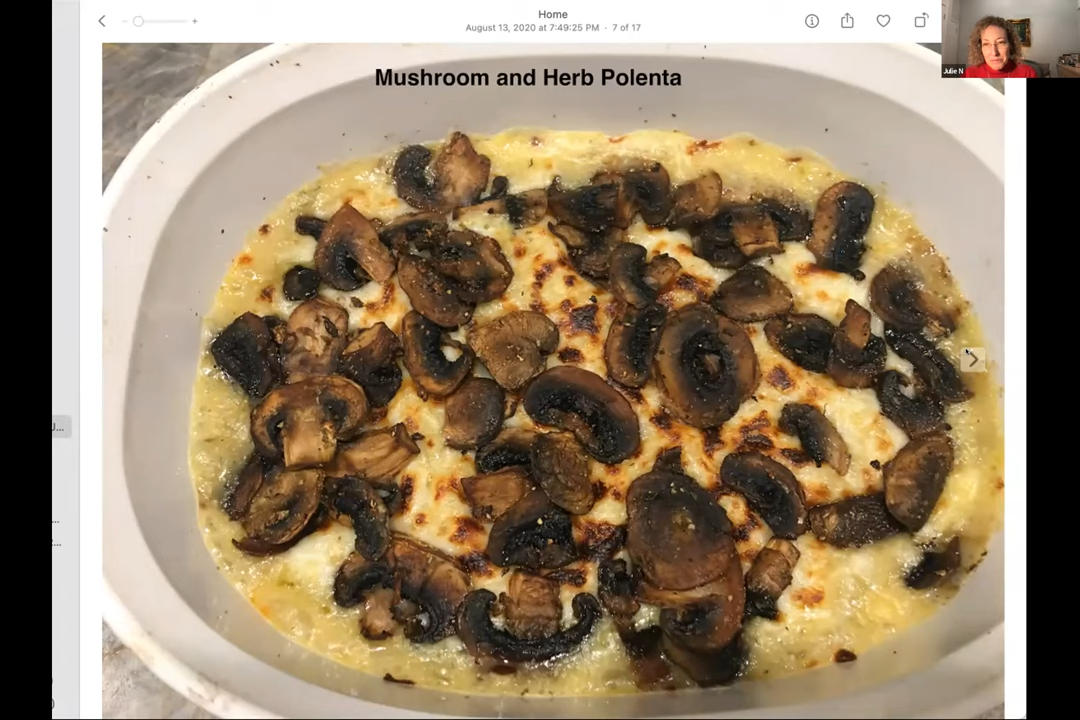 Home
August 13, 2020 at 7:49:25 PM · 7 of 17
Mushroom and Herb Polenta
Julie N
J...